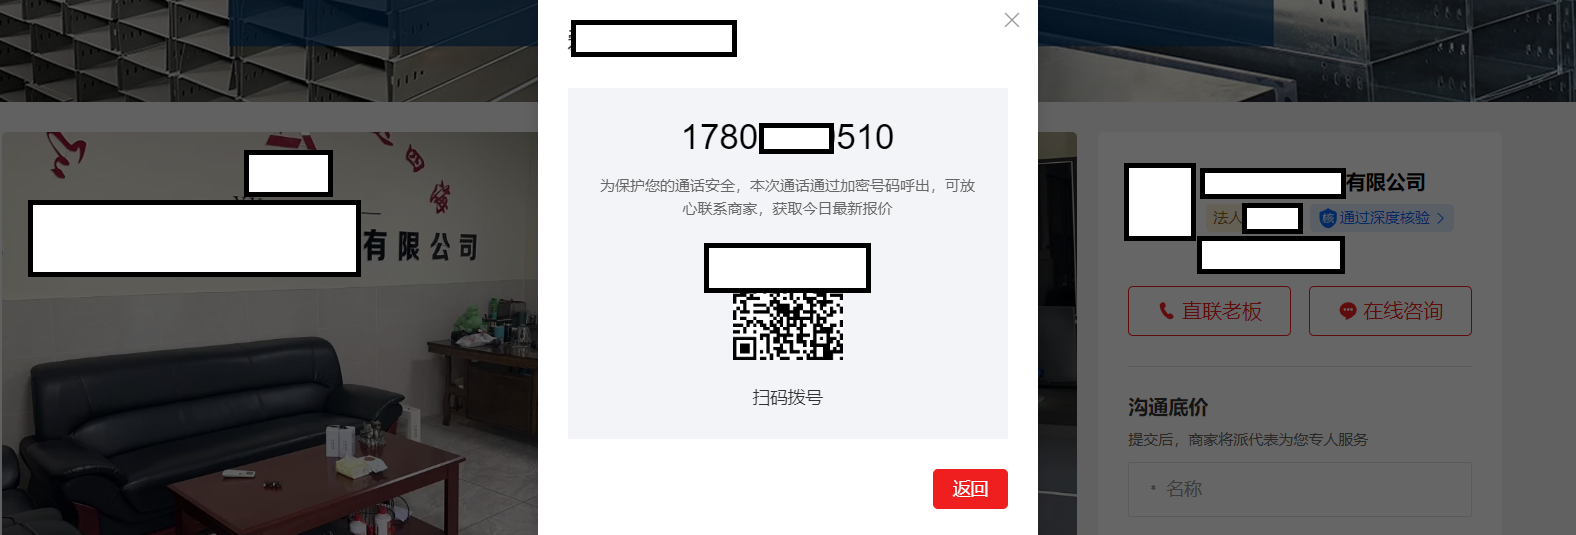 1780 510
为保护您的通话安全，本次通话通过加密号码呼出，可放
心联系商家，获取今日最新报价
扫码拨号
返回
有限公司
有限公司
法人
核 通过深度核验
直联老板
在线咨询
沟通底价
提交后，商家将派代表为您专人服务
* 名称